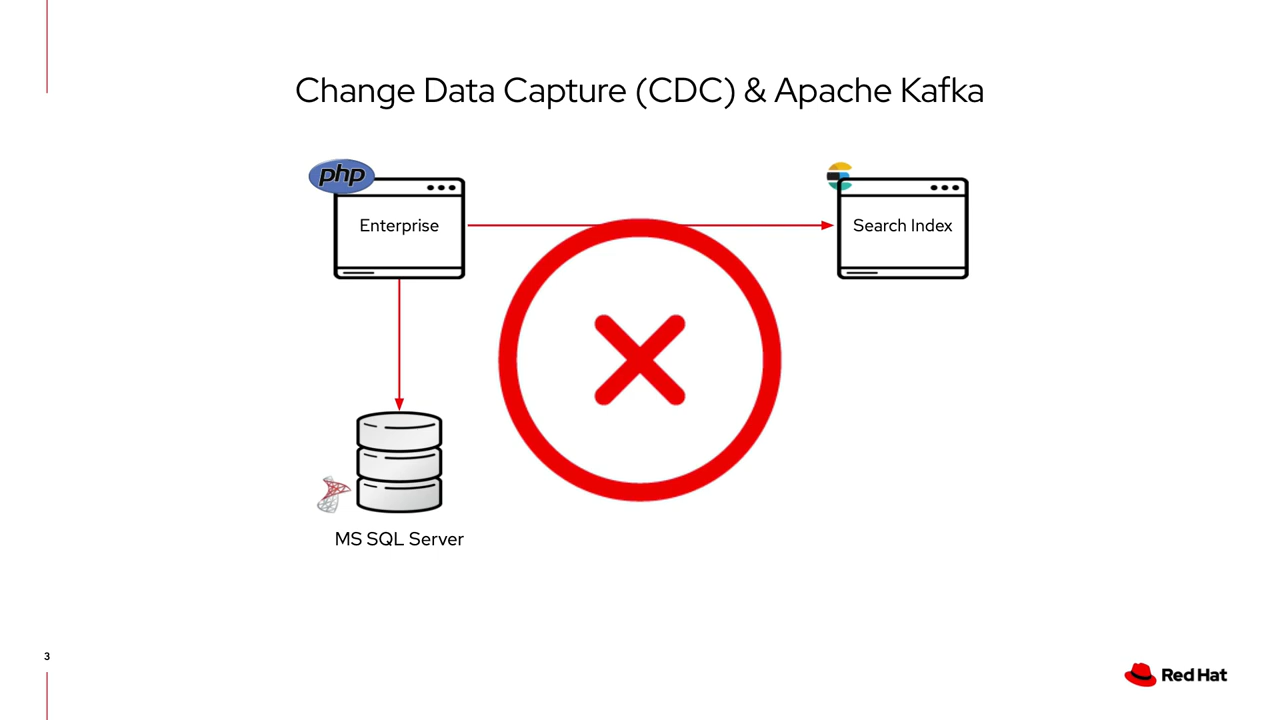 Change Data Capture (CDC) & Apache Kafka
php
Enterprise
Search Index
MS SQL Server
3
Red Hat